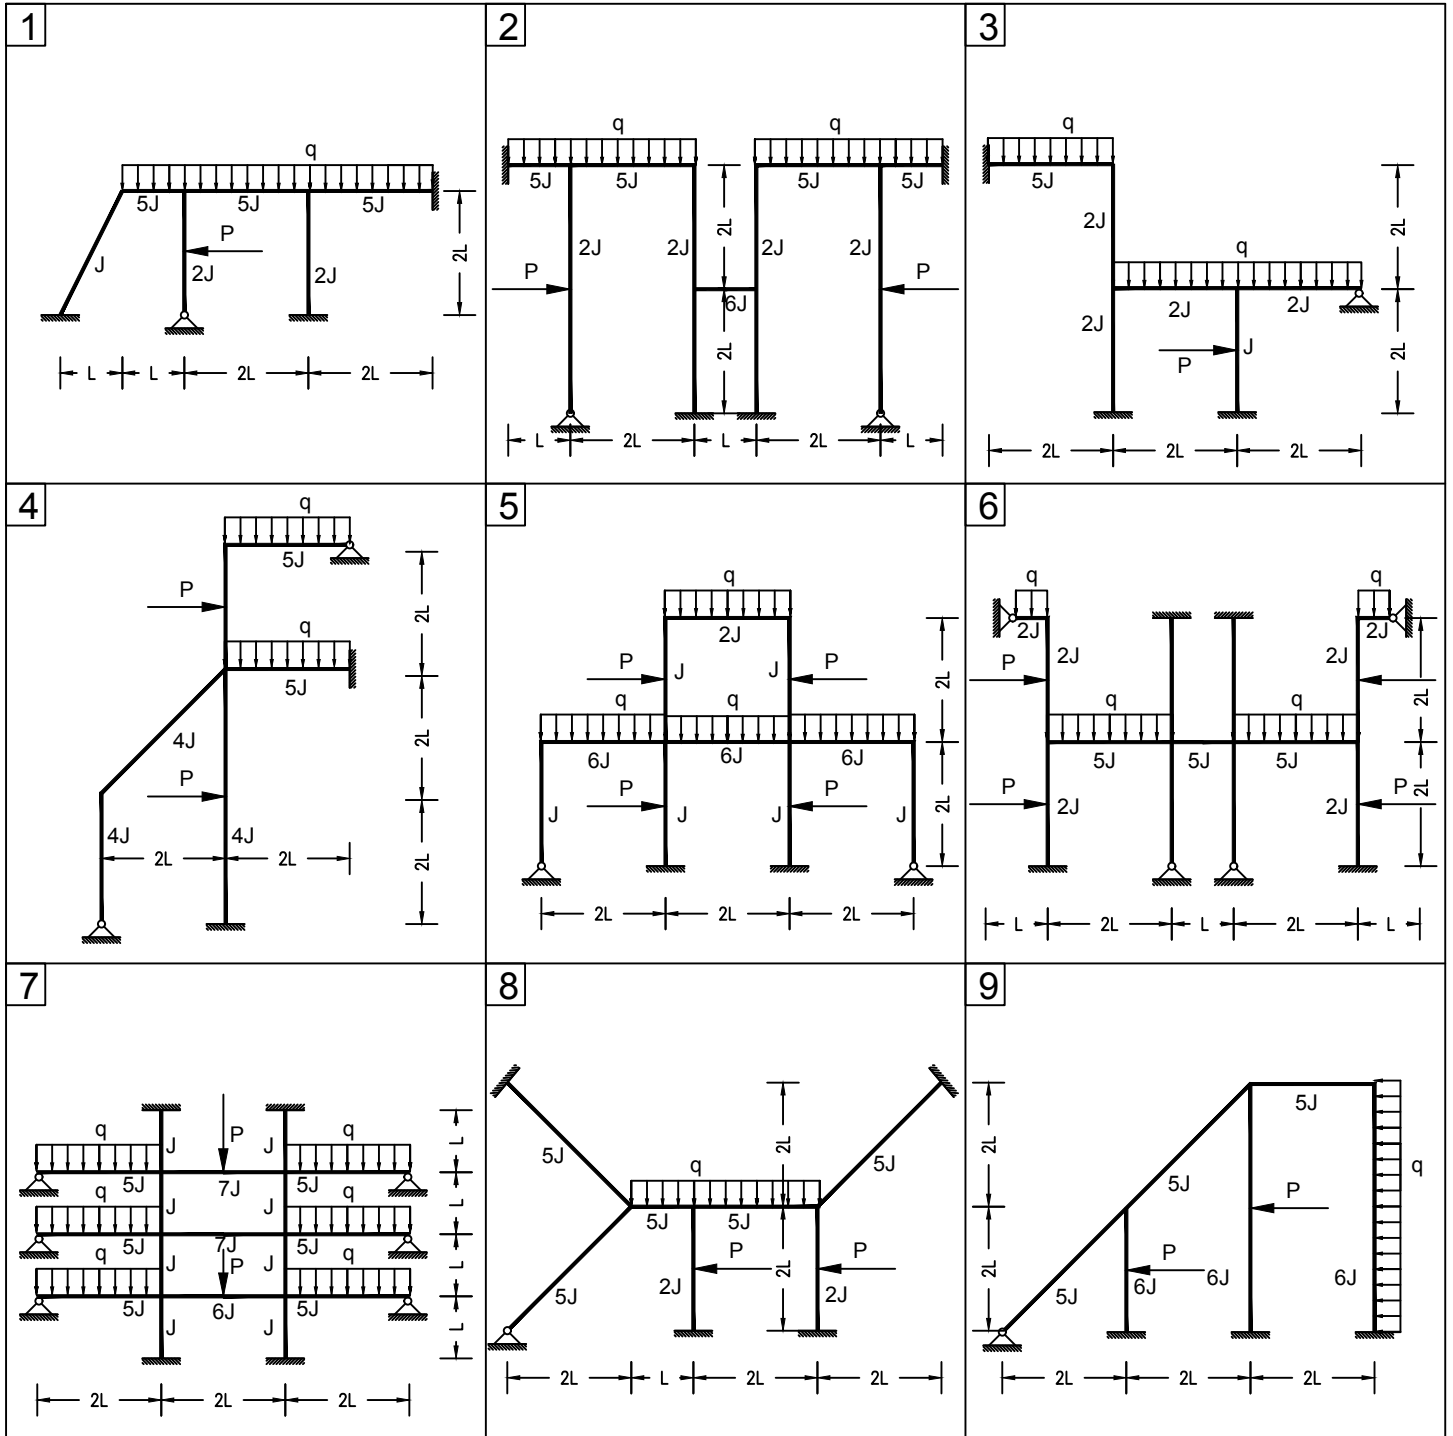 1
q
5J 5J 5J
P
J 2J 2J
2L
L L 2L 2L
2
q q
5J 5J 5J 5J
2L
2J 2J 2J 2J
P P
6J
2L
L 2L L 2L L
3
q
5J
2J
2L
q
2J 2J 2J
P J
2L
2L 2L 2L
4
q
5J
P
2L
q
5J
4J
2L
P
4J 4J
2L 2L
2L
5
q
2J
P J J P
2L
q q q
6J 6J 6J
P P
J J J J
2L
2L 2L 2L
6
q q
2J 2J
2J 2J
P
2L
q q
5J 5J 5J
P P
2J 2J
2L
L 2L L 2L L
7
q J P J q
L
5J 7J 5J
q J J q
L
5J 7J 5J
q J P J q
L
5J 6J 5J
J J
L
2L 2L 2L
8
2L
5J 5J
q
5J 5J
P P
5J 2J 2J
2L
2L L 2L 2L
9
5J
2L
5J
q
P
P
5J 6J 6J 6J
2L
2L 2L 2L